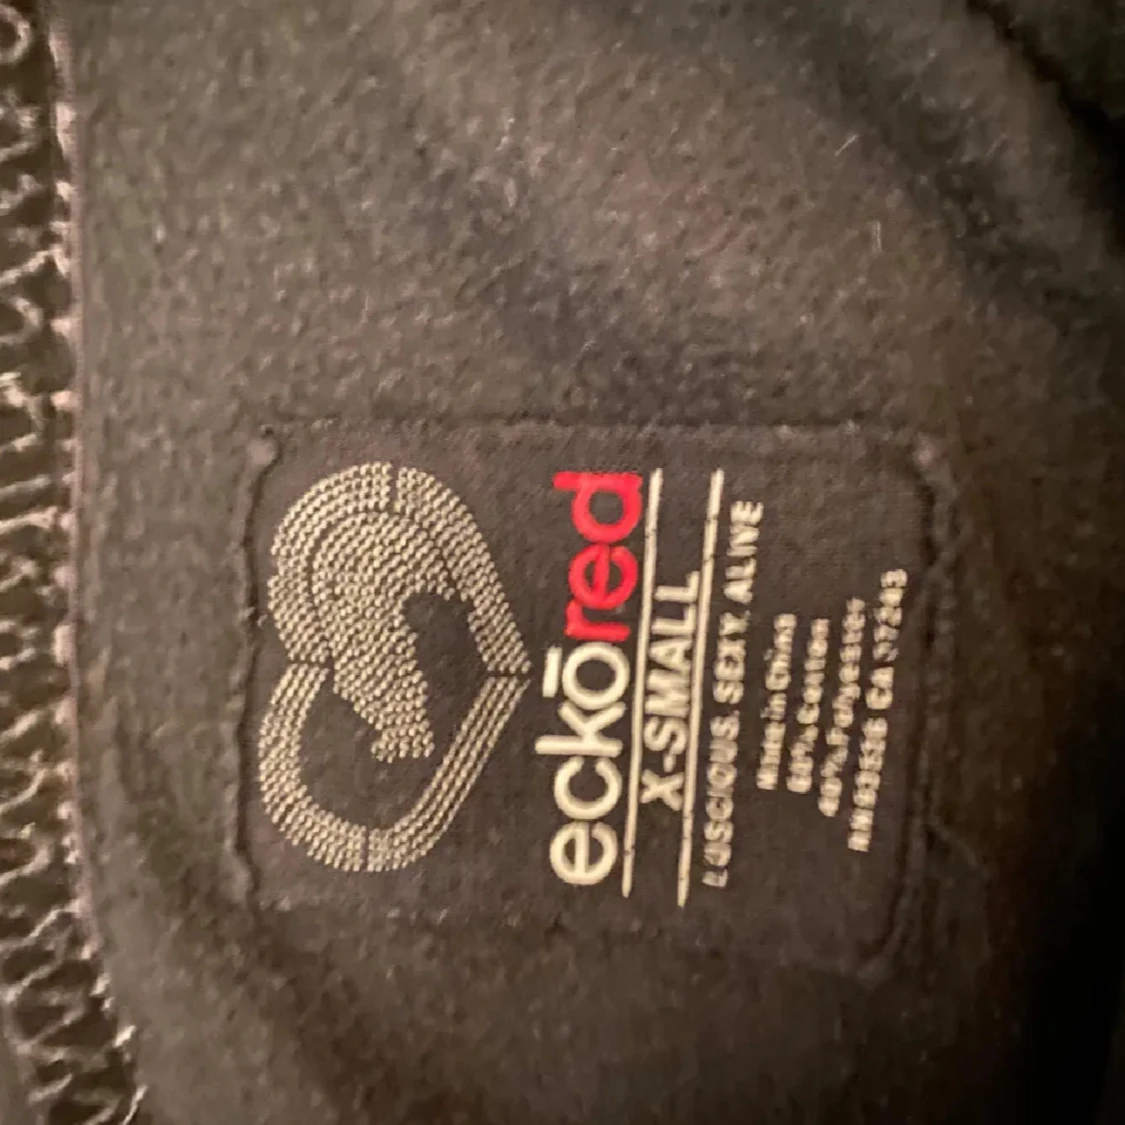 eckōred
X-SMALL
LUSCIOUS. SEXY. ALIVE
Made in China
60% Cotton
40% Polyester